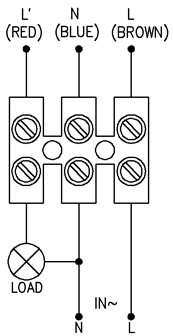 L' N L
(RED) (BLUE) (BROWN)
LOAD
IN~
N L